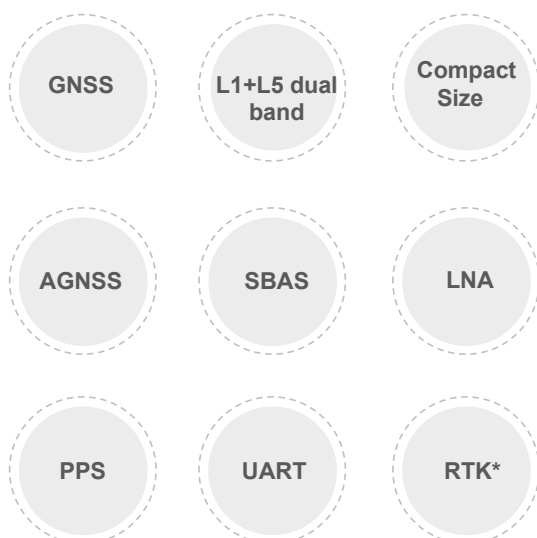 GNSS
L1+L5 dual
band
Compact
Size
AGNSS
SBAS
LNA
PPS
UART
RTK*